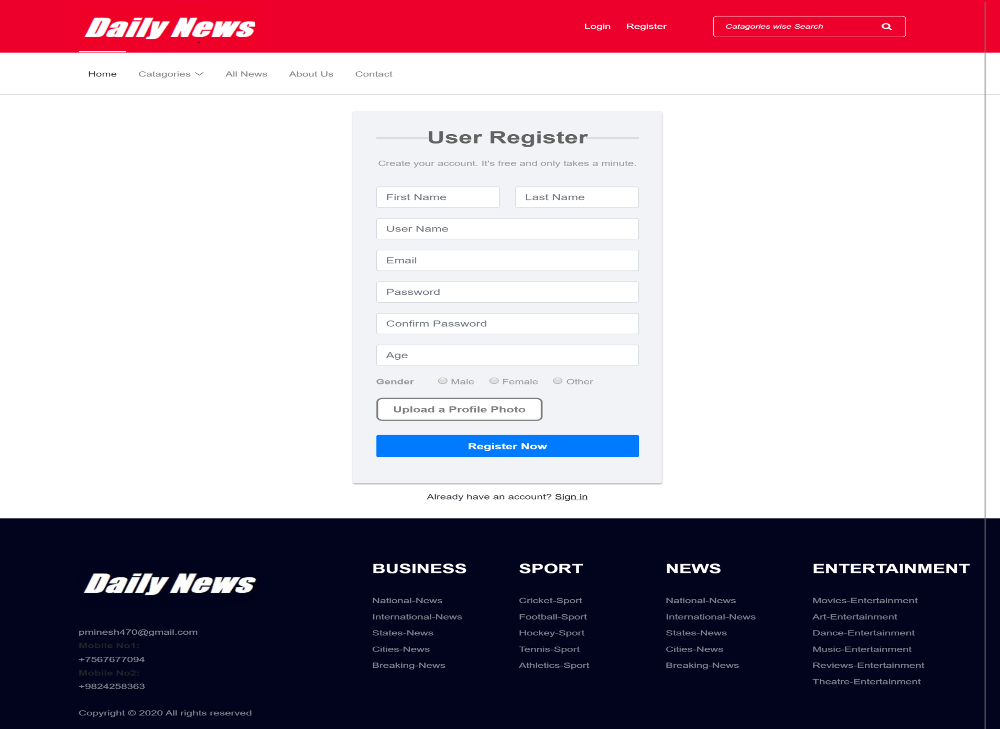 Daily News
Login Register Catagories wise Search
Home Catagories All News About Us Contact
User Register
Create your account. It's free and only takes a minute.
First Name Last Name
User Name
Email
Password
Confirm Password
Age
Gender Male Female Other
Upload a Profile Photo
Register Now
Already have an account? Sign in
Daily News
pminesh470@gmail.com
Mobile No1:
+7567677094
Mobile No2:
+9824258363
Copyright © 2020 All rights reserved
BUSINESS
National-News
International-News
States-News
Cities-News
Breaking-News
SPORT
Cricket-Sport
Football-Sport
Hockey-Sport
Tennis-Sport
Athletics-Sport
NEWS
National-News
International-News
States-News
Cities-News
Breaking-News
ENTERTAINMENT
Movies-Entertainment
Art-Entertainment
Dance-Entertainment
Music-Entertainment
Reviews-Entertainment
Theatre-Entertainment